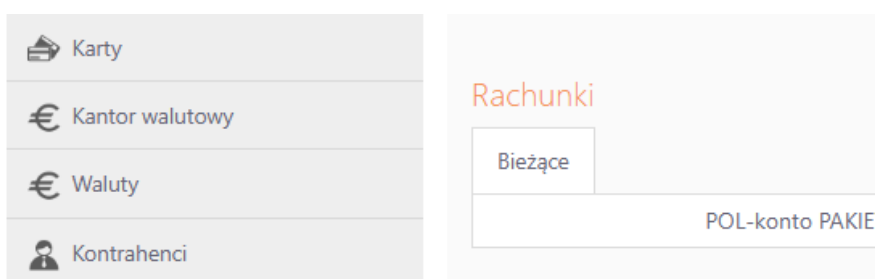 Karty
Kantor walutowy
Waluty
Kontrahenci
Rachunki
Bieżące
POL-konto PAKIE